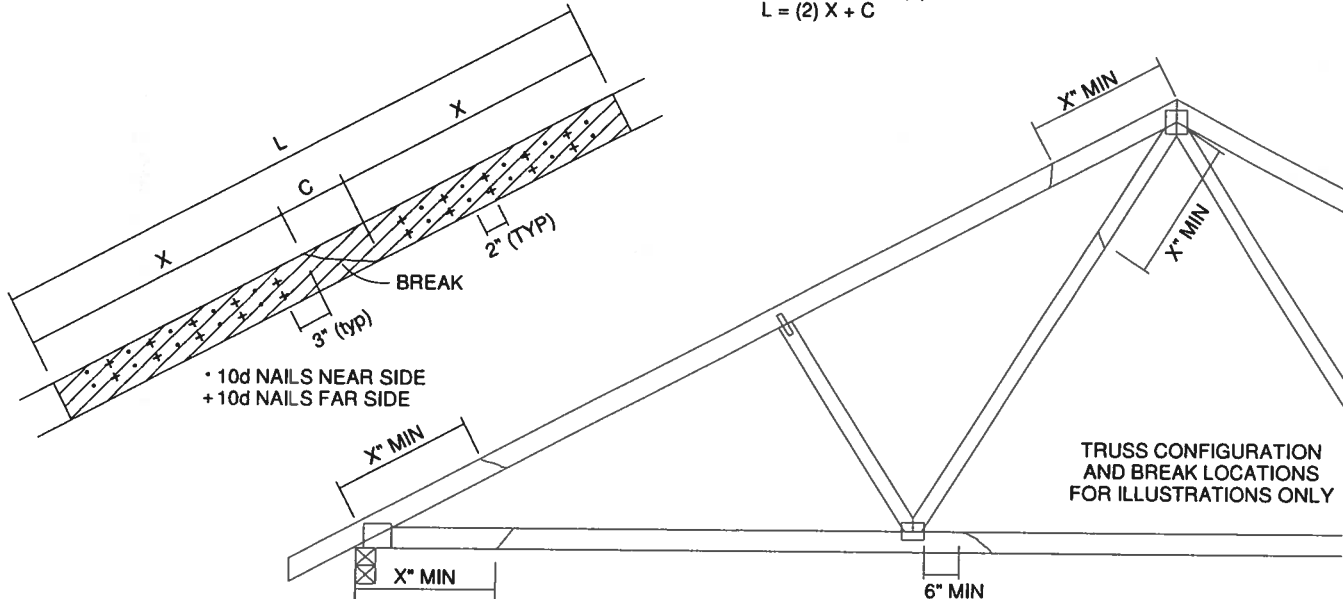 L = (2) X + C
L
X
C
X
2" (TYP)
BREAK
3" (typ)
• 10d NAILS NEAR SIDE
+ 10d NAILS FAR SIDE
X" MIN
X" MIN
X" MIN
TRUSS CONFIGURATION
AND BREAK LOCATIONS
FOR ILLUSTRATIONS ONLY
X" MIN
6" MIN